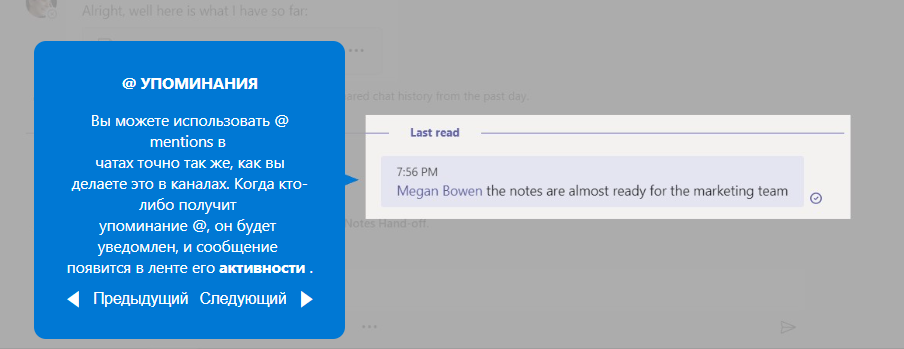 Alright, well here is what I have so far:
@ УПОМИНАНИЯ
Вы можете использовать @
mentions в
чатах точно так же, как вы
делаете это в каналах. Когда кто-
либо получит
упоминание @, он будет
уведомлен, и сообщение
появится в ленте его активности .
Предыдущий Следующий
chat history from the past day.
Last read
7:56 PM
Megan Bowen the notes are almost ready for the marketing team
Notes Hand-off.